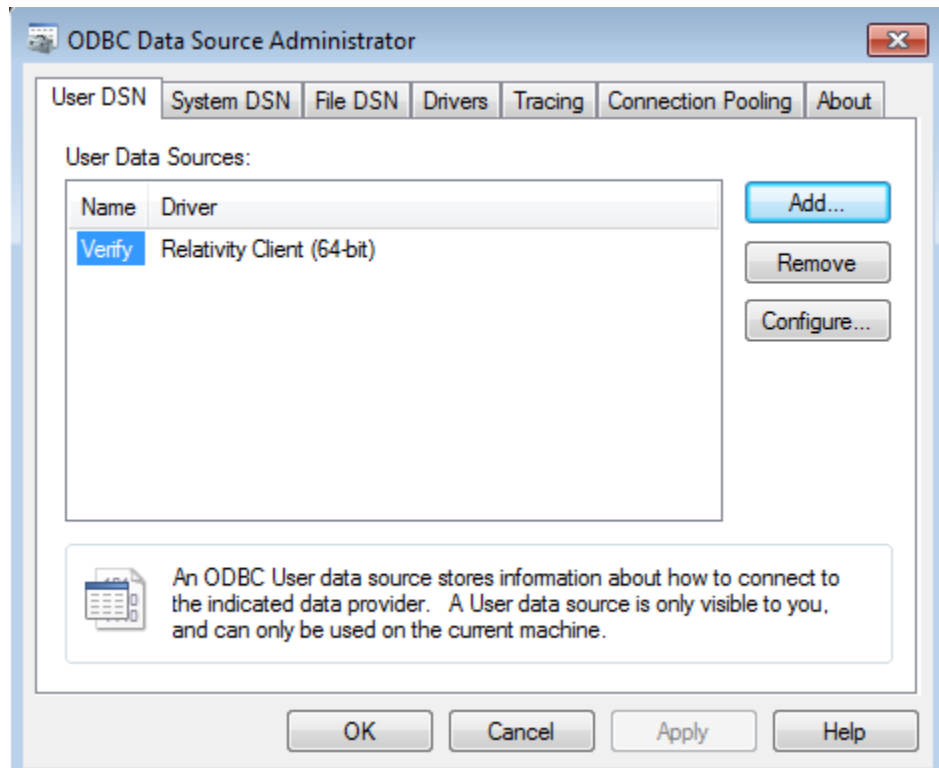 ODBC Data Source Administrator
User DSN System DSN File DSN Drivers Tracing Connection Pooling About
User Data Sources:
Name Driver
Verify Relativity Client (64-bit)
Add...
Remove
Configure...
An ODBC User data source stores information about how to connect to
the indicated data provider. A User data source is only visible to you,
and can only be used on the current machine.
OK Cancel Apply Help